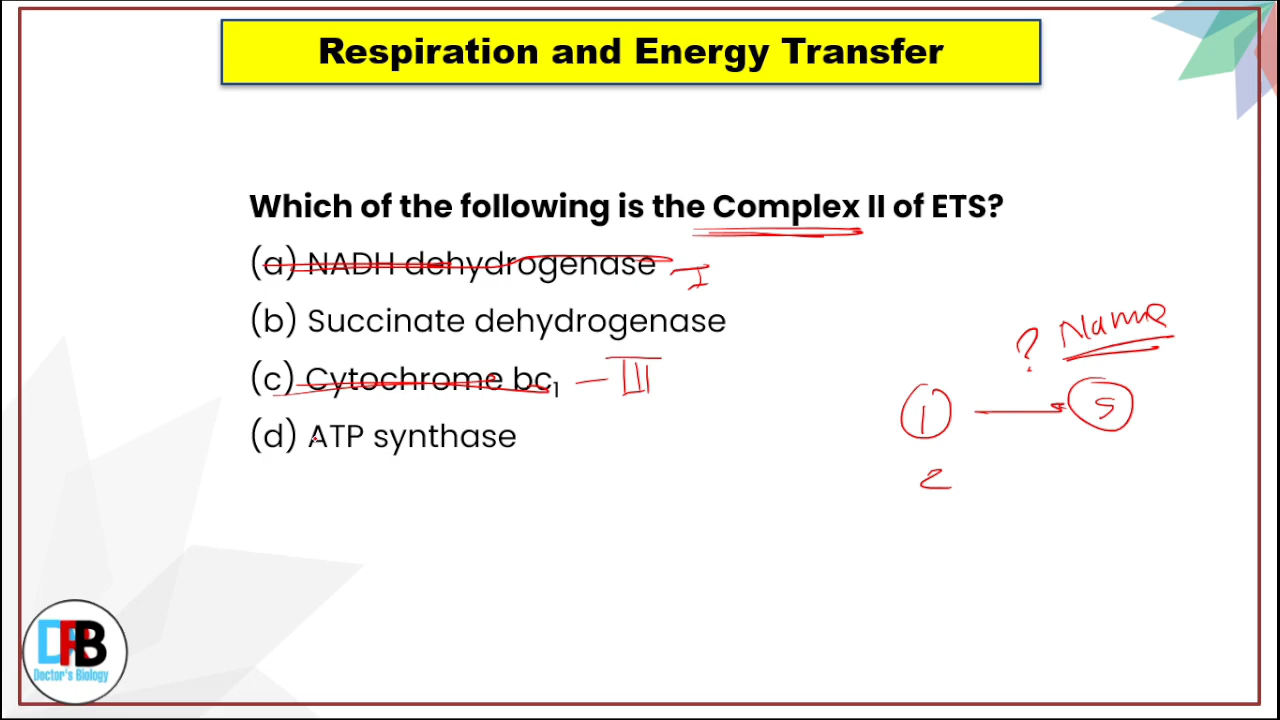 Respiration and Energy Transfer
Which of the following is the Complex II of ETS?
(a) NADH dehydrogenase I
(b) Succinate dehydrogenase
? Name
(c) Cytochrome bc₁ — III
1 → 5
(d) ATP synthase
2
DRB
Doctor's Biology